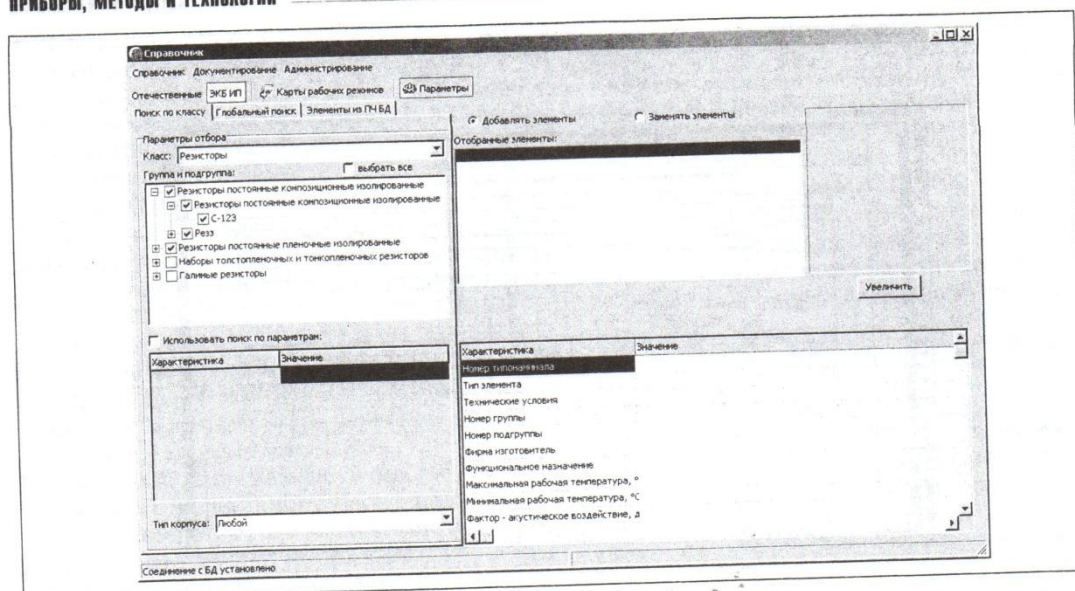 ПРИБОРЫ, МЕТОДЫ И ТЕХНОЛОГИИ
Справочник
Справочник Документирование Администрирование
Отечественные ЭКБ ИП Карты рабочих режимов Параметры
Поиск по классу Глобальный поиск Элементы из ПЧ БД
Параметры отбора
Класс: Резисторы
Группа и подгруппа: выбрать все
Резисторы постоянные композиционные изолированные
Резисторы постоянные композиционные изолированные
С-123
Резз
Резисторы постоянные пленочные изолированные
Наборы толстопленочных и тонкопленочных резисторов
Галиные резисторы
Использовать поиск по параметрам:
Характеристика Значение
Тип корпуса: Любой
Добавлять элементы Заменять элементы
Отобранные элементы:
Увеличить
Характеристика Значение
Номер типономинала
Тип элемента
Технические условия
Номер группы
Номер подгруппы
Фирма изготовитель
Функциональное назначение
Максимальная рабочая температура, °
Минимальная рабочая температура, °С
Фактор - акустическое воздействие, д
Соединение с БД установлено